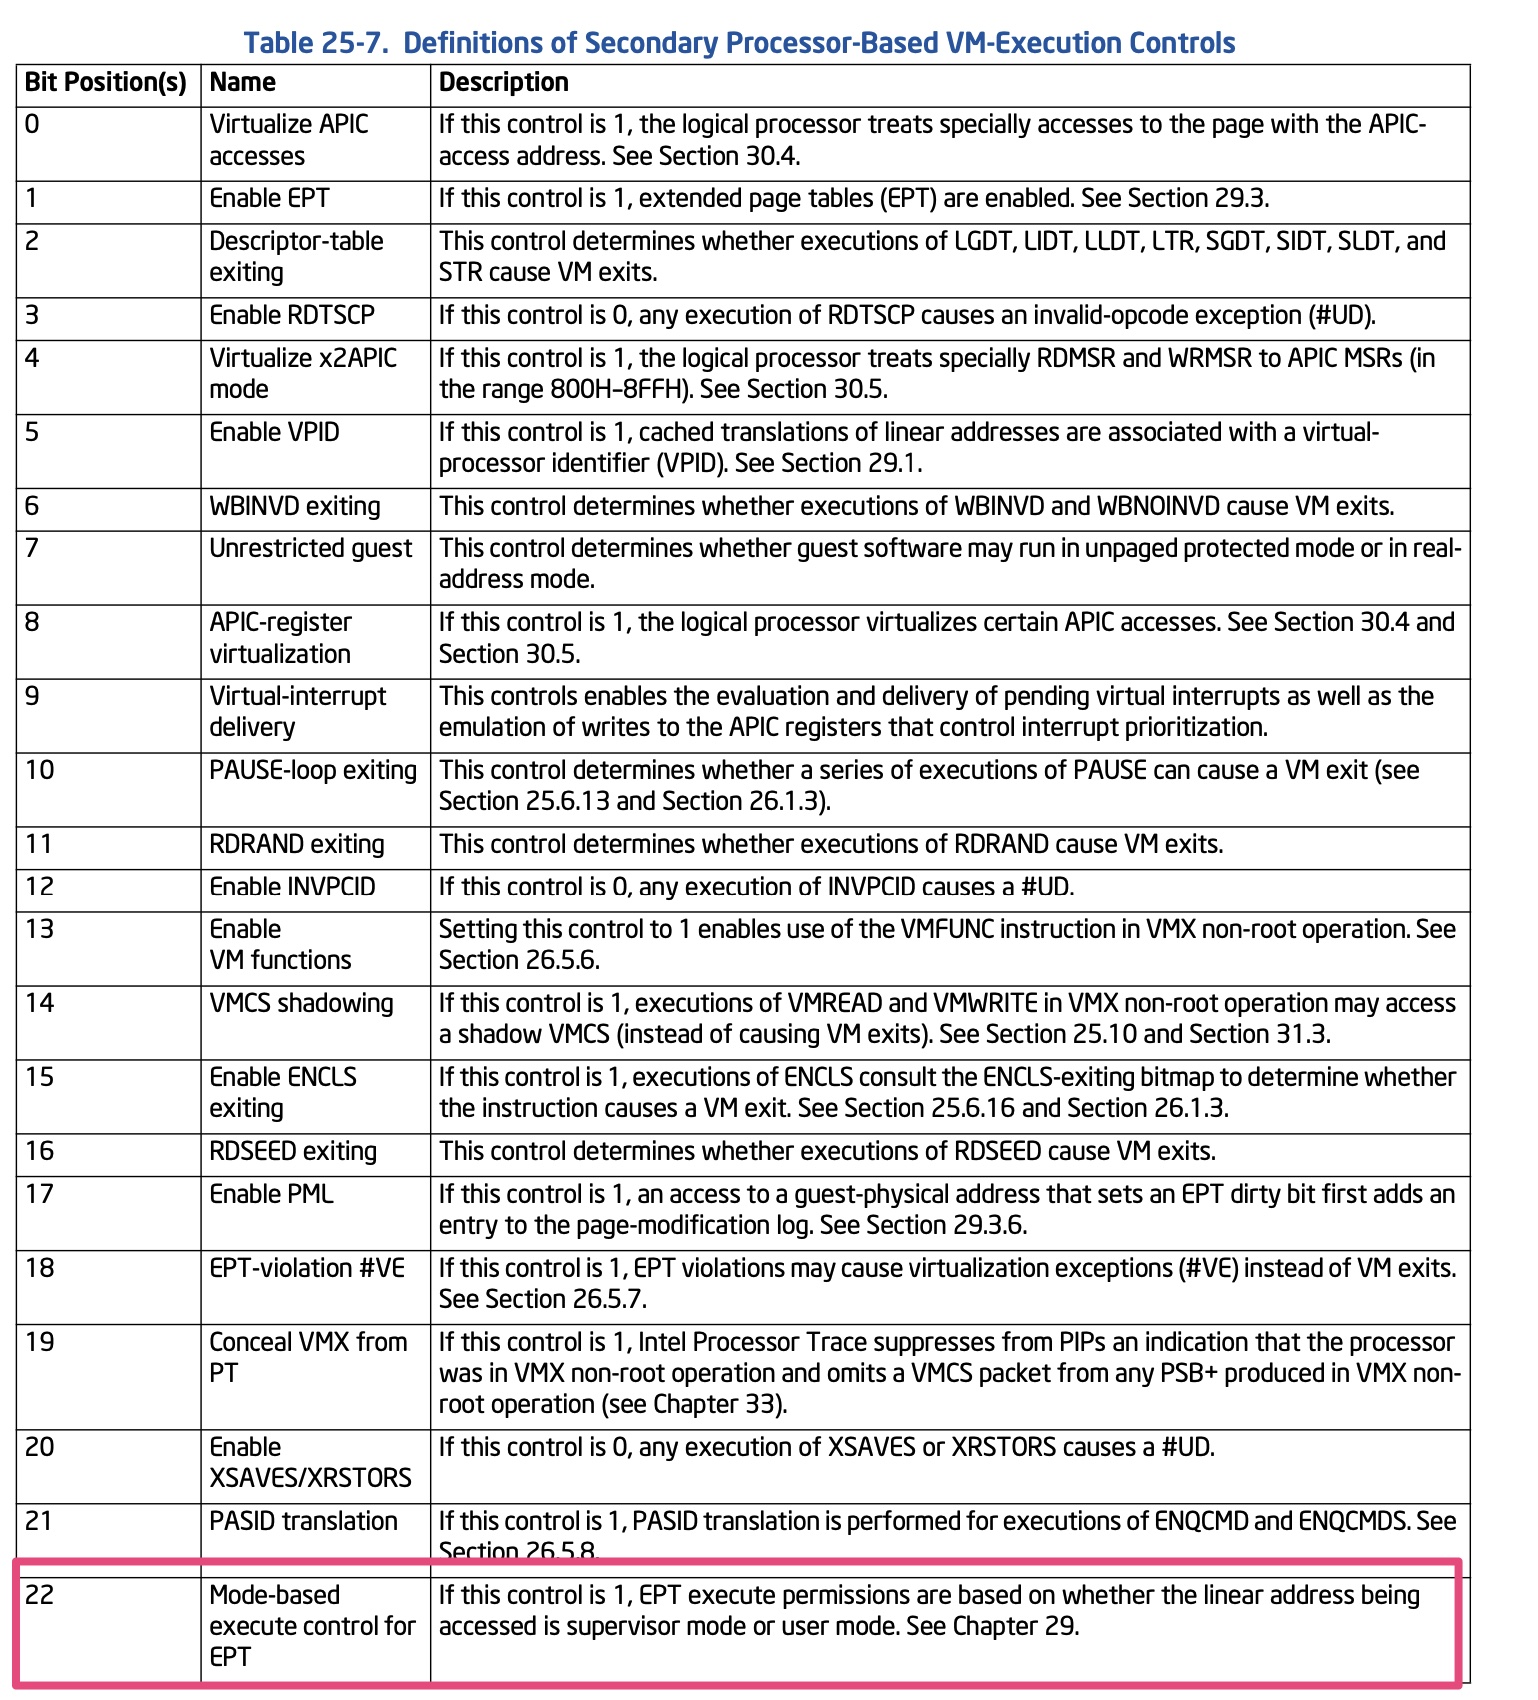 Table 25-7. Definitions of Secondary Processor-Based VM-Execution Controls
Bit Position(s) Name Description
0 Virtualize APIC If this control is 1, the logical processor treats specially accesses to the page with the APIC-
accesses access address. See Section 30.4.
1 Enable EPT If this control is 1, extended page tables (EPT) are enabled. See Section 29.3.
2 Descriptor-table This control determines whether executions of LGDT, LIDT, LLDT, LTR, SGDT, SIDT, SLDT, and
exiting STR cause VM exits.
3 Enable RDTSCP If this control is 0, any execution of RDTSCP causes an invalid-opcode exception (#UD).
4 Virtualize x2APIC If this control is 1, the logical processor treats specially RDMSR and WRMSR to APIC MSRs (in
mode the range 800H–8FFH). See Section 30.5.
5 Enable VPID If this control is 1, cached translations of linear addresses are associated with a virtual-
processor identifier (VPID). See Section 29.1.
6 WBINVD exiting This control determines whether executions of WBINVD and WBNOINVD cause VM exits.
7 Unrestricted guest This control determines whether guest software may run in unpaged protected mode or in real-
address mode.
8 APIC-register If this control is 1, the logical processor virtualizes certain APIC accesses. See Section 30.4 and
virtualization Section 30.5.
9 Virtual-interrupt This controls enables the evaluation and delivery of pending virtual interrupts as well as the
delivery emulation of writes to the APIC registers that control interrupt prioritization.
10 PAUSE-loop exiting This control determines whether a series of executions of PAUSE can cause a VM exit (see
Section 25.6.13 and Section 26.1.3).
11 RDRAND exiting This control determines whether executions of RDRAND cause VM exits.
12 Enable INVPCID If this control is 0, any execution of INVPCID causes a #UD.
13 Enable Setting this control to 1 enables use of the VMFUNC instruction in VMX non-root operation. See
VM functions Section 26.5.6.
14 VMCS shadowing If this control is 1, executions of VMREAD and VMWRITE in VMX non-root operation may access
a shadow VMCS (instead of causing VM exits). See Section 25.10 and Section 31.3.
15 Enable ENCLS If this control is 1, executions of ENCLS consult the ENCLS-exiting bitmap to determine whether
exiting the instruction causes a VM exit. See Section 25.6.16 and Section 26.1.3.
16 RDSEED exiting This control determines whether executions of RDSEED cause VM exits.
17 Enable PML If this control is 1, an access to a guest-physical address that sets an EPT dirty bit first adds an
entry to the page-modification log. See Section 29.3.6.
18 EPT-violation #VE If this control is 1, EPT violations may cause virtualization exceptions (#VE) instead of VM exits.
See Section 26.5.7.
19 Conceal VMX from If this control is 1, Intel Processor Trace suppresses from PIPs an indication that the processor
PT was in VMX non-root operation and omits a VMCS packet from any PSB+ produced in VMX non-
root operation (see Chapter 33).
20 Enable If this control is 0, any execution of XSAVES or XRSTORS causes a #UD.
XSAVES/XRSTORS
21 PASID translation If this control is 1, PASID translation is performed for executions of ENQCMD and ENQCMDS. See
Section 26.5.8.
22 Mode-based If this control is 1, EPT execute permissions are based on whether the linear address being
execute control for accessed is supervisor mode or user mode. See Chapter 29.
EPT